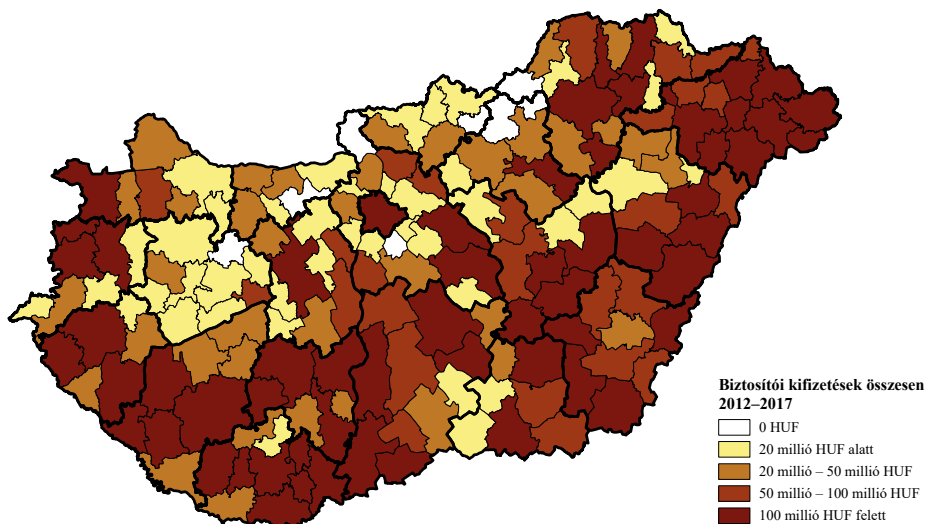 Biztosítói kifizetések összesen
2012–2017
0 HUF
20 millió HUF alatt
20 millió – 50 millió HUF
50 millió – 100 millió HUF
100 millió HUF felett